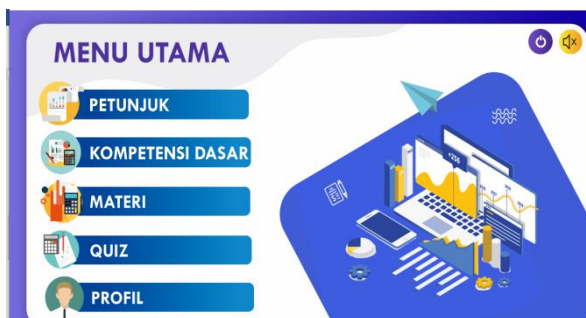 MENU UTAMA
PETUNJUK
KOMPETENSI DASAR
MATERI
QUIZ
PROFIL